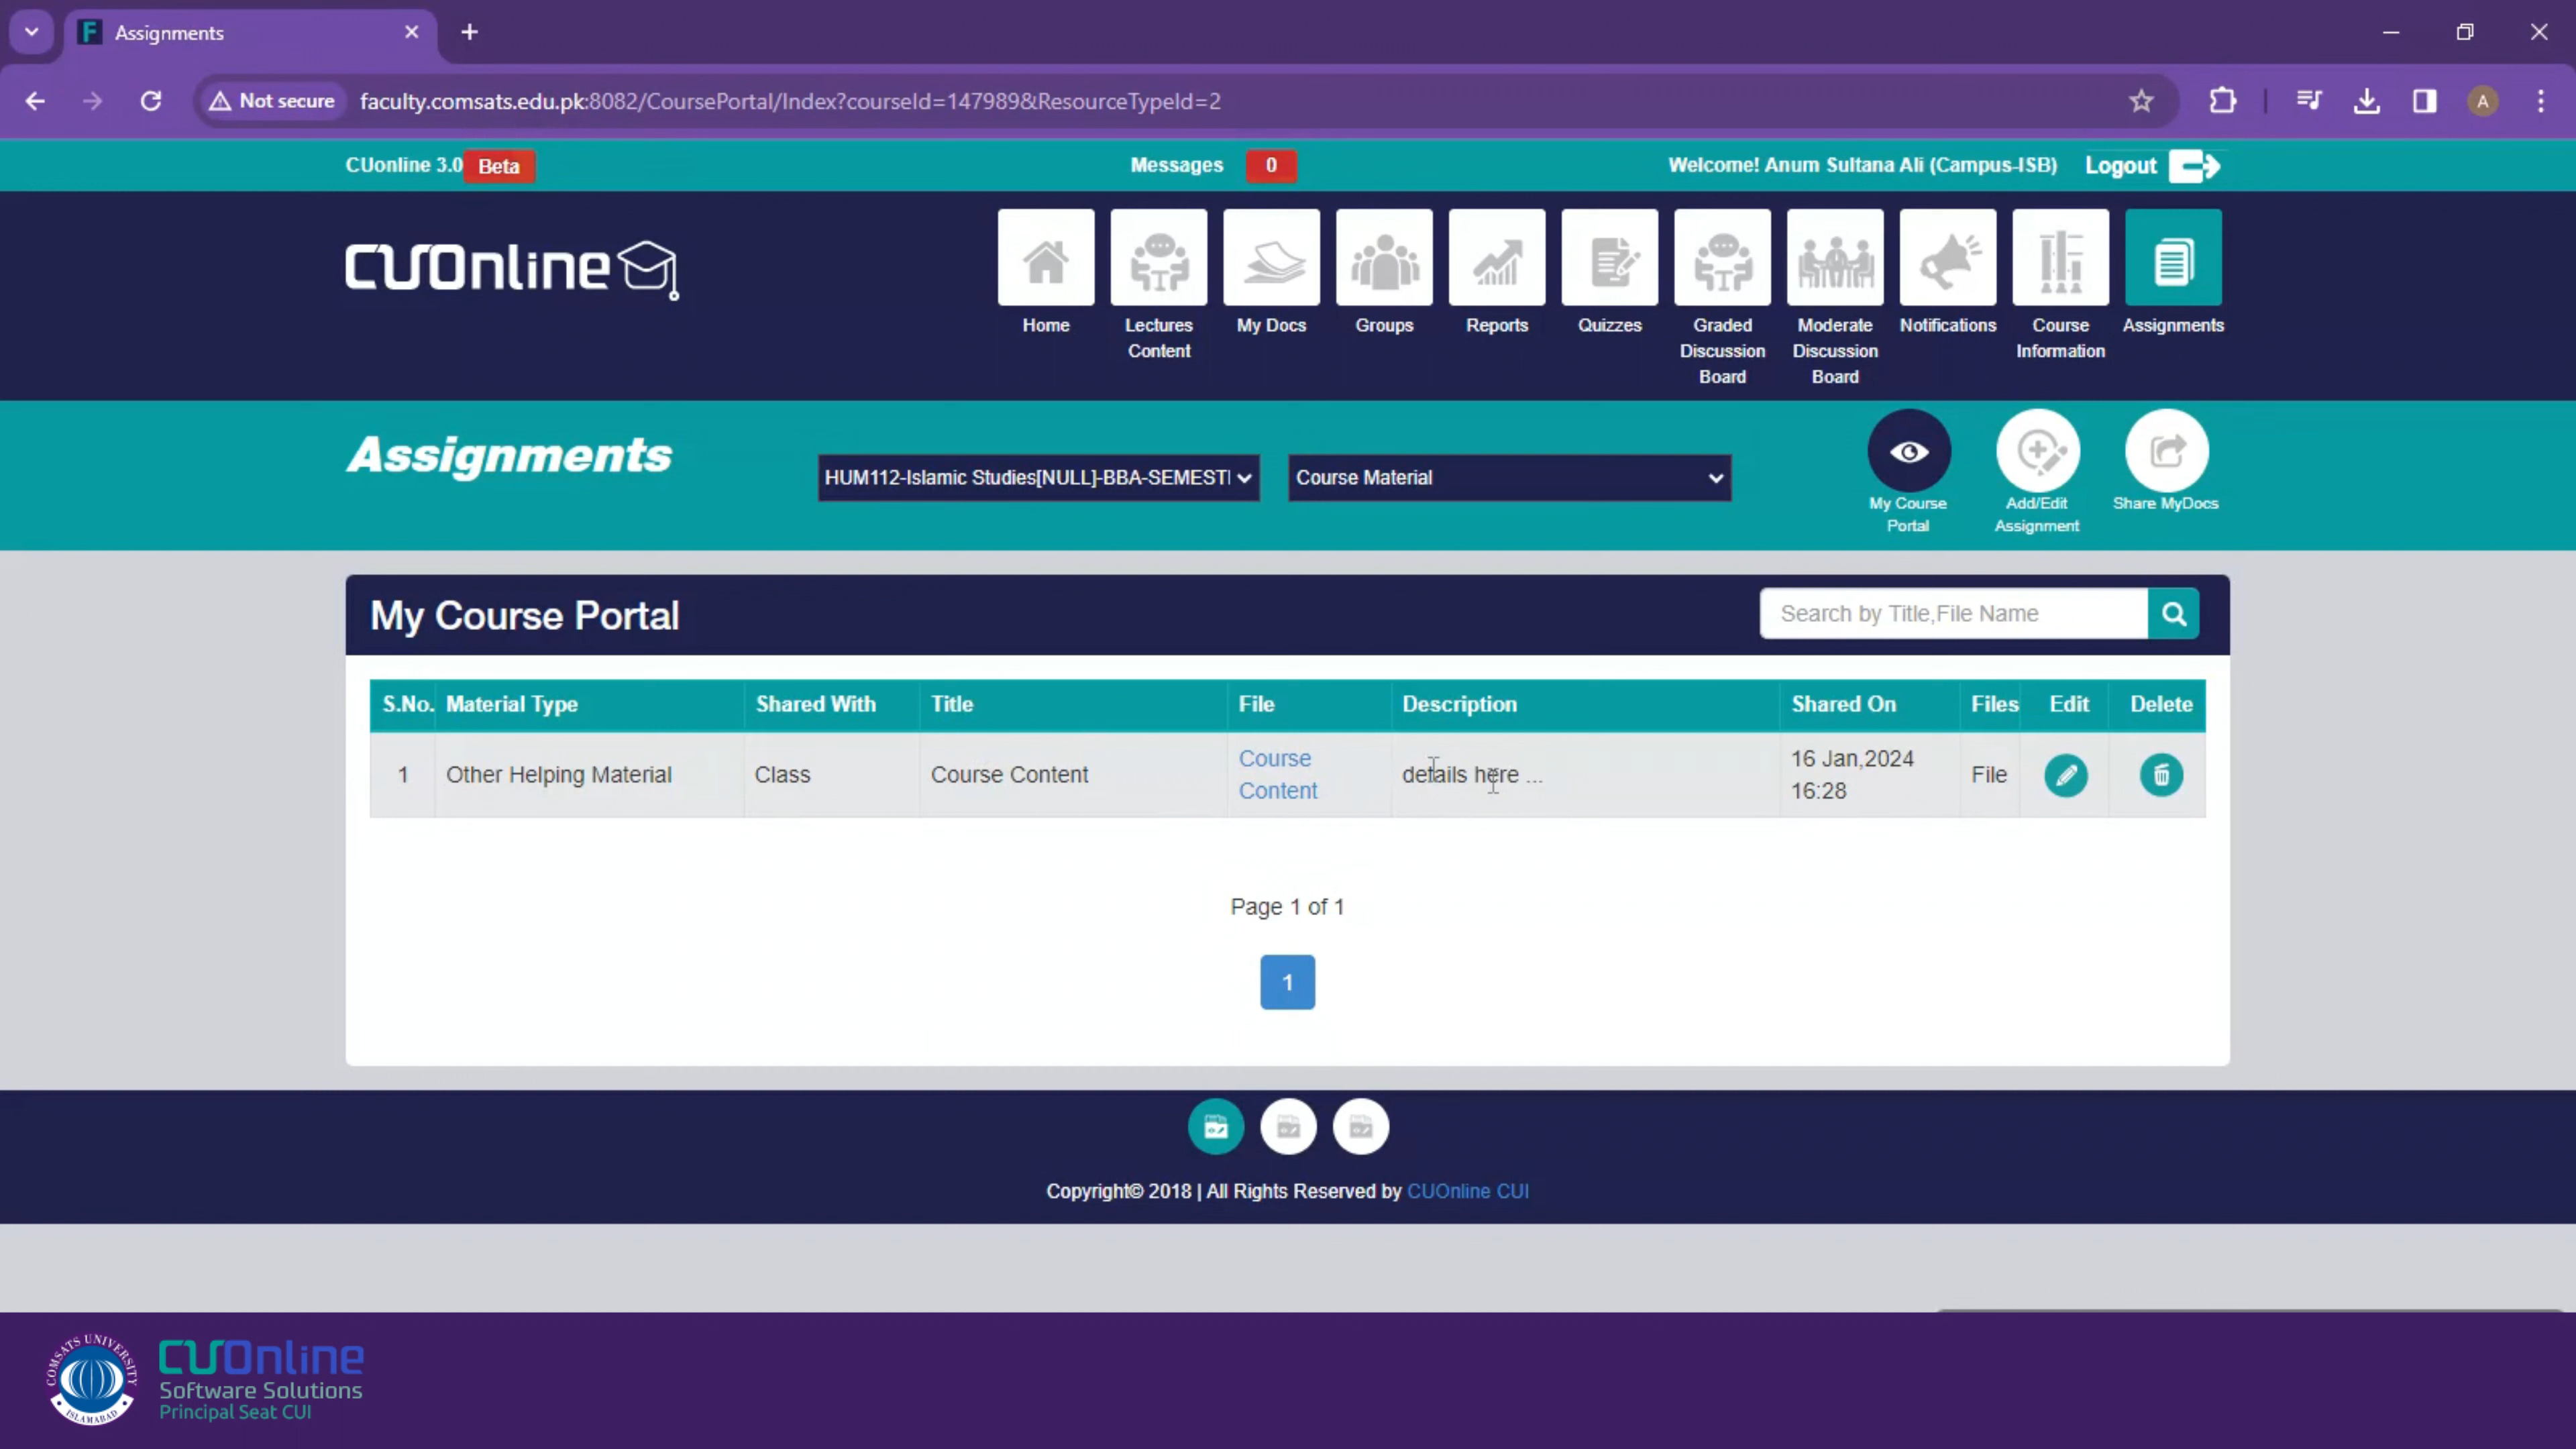 Assignments
Not secure
faculty.comsats.edu.pk:8082/CoursePortal/Index?courseId=147989&ResourceTypeId=2
A
CUonline 3.0 Beta
Messages 0
Welcome! Anum Sultana Ali (Campus-ISB)
Logout
CUOnline
Home
Lectures
Content
My Docs
Groups
Reports
Quizzes
Graded
Discussion
Board
Moderate
Discussion
Board
Notifications
Course
Information
Assignments
Assignments
HUM112-Islamic Studies[NULL]-BBA-SEMEST
Course Material
My Course
Portal
Add/Edit
Assignment
Share MyDocs
My Course Portal
Search by Title,File Name
S.No. Material Type Shared With Title File Description Shared On Files Edit Delete
1 Other Helping Material Class Course Content
Course
Content
details here ...
16 Jan,2024
16:28
File
Page 1 of 1
1
Copyright© 2018 | All Rights Reserved by CUOnline CUI
COMSATS UNIVERSITY
ISLAMABAD
CUOnline
Software Solutions
Principal Seat CUI